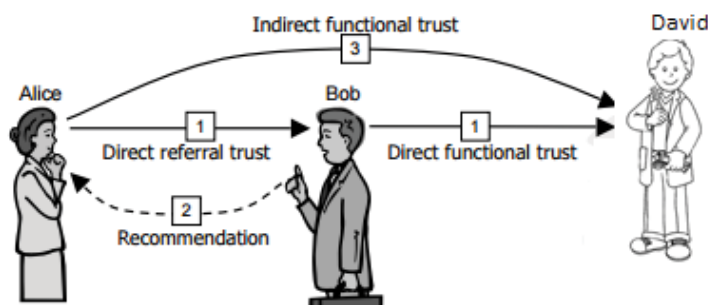 Indirect functional trust
David
3
Alice
Bob
1
1
Direct referral trust
Direct functional trust
2
Recommendation